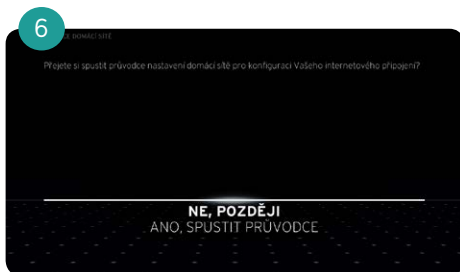 6
DOMÁCÍ SÍTĚ
Přejete si spustit průvodce nastavení domácí sítě pro konfiguraci Vašeho internetového připojení?
NE, POZDĚJI
ANO, SPUSTIT PRŮVODCE